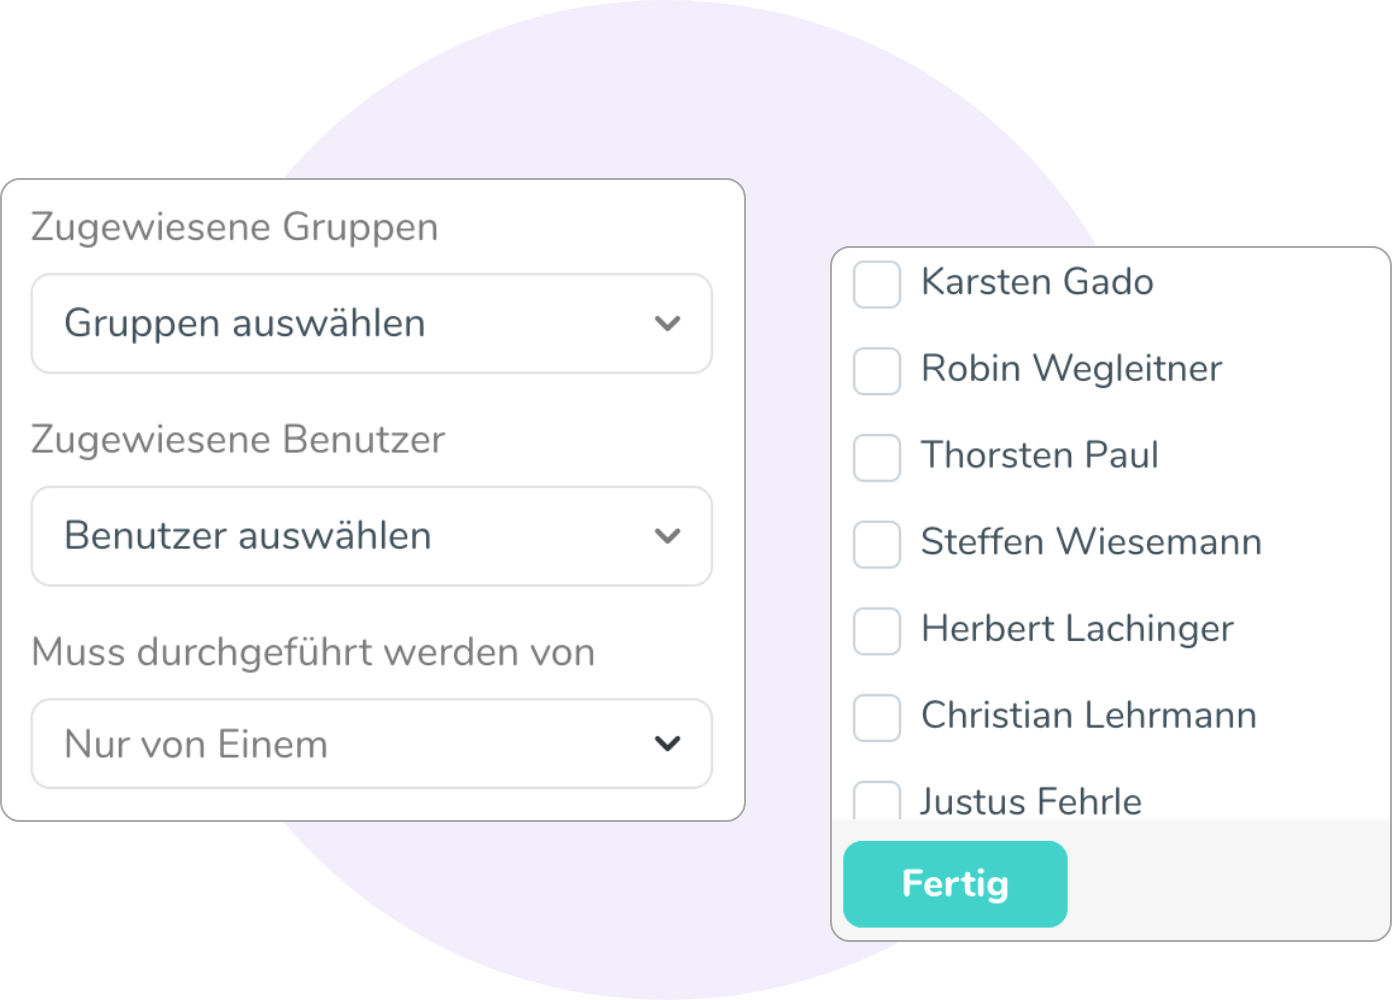 Zugewiesene Gruppen
Gruppen auswählen
Zugewiesene Benutzer
Benutzer auswählen
Muss durchgeführt werden von
Nur von Einem
Karsten Gado
Robin Wegleitner
Thorsten Paul
Steffen Wiesemann
Herbert Lachinger
Christian Lehrmann
Justus Fehrle
Fertig